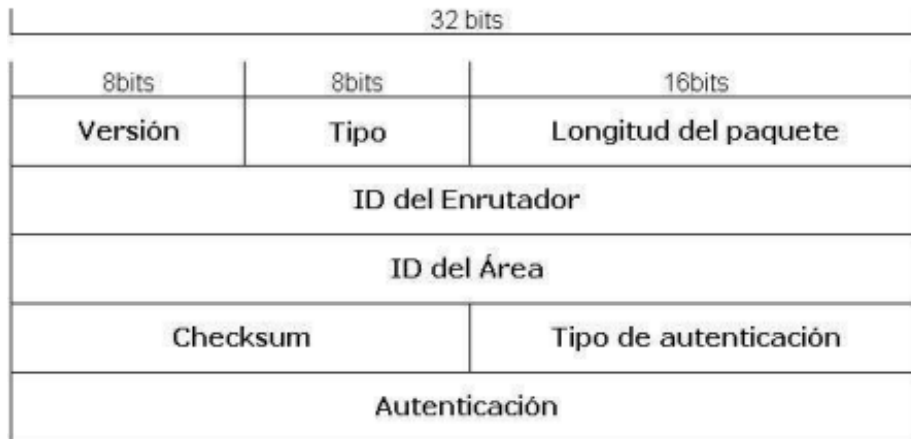 32 bits
8bits 8bits 16bits
Versión Tipo Longitud del paquete
ID del Enrutador
ID del Área
Checksum Tipo de autenticación
Autenticación